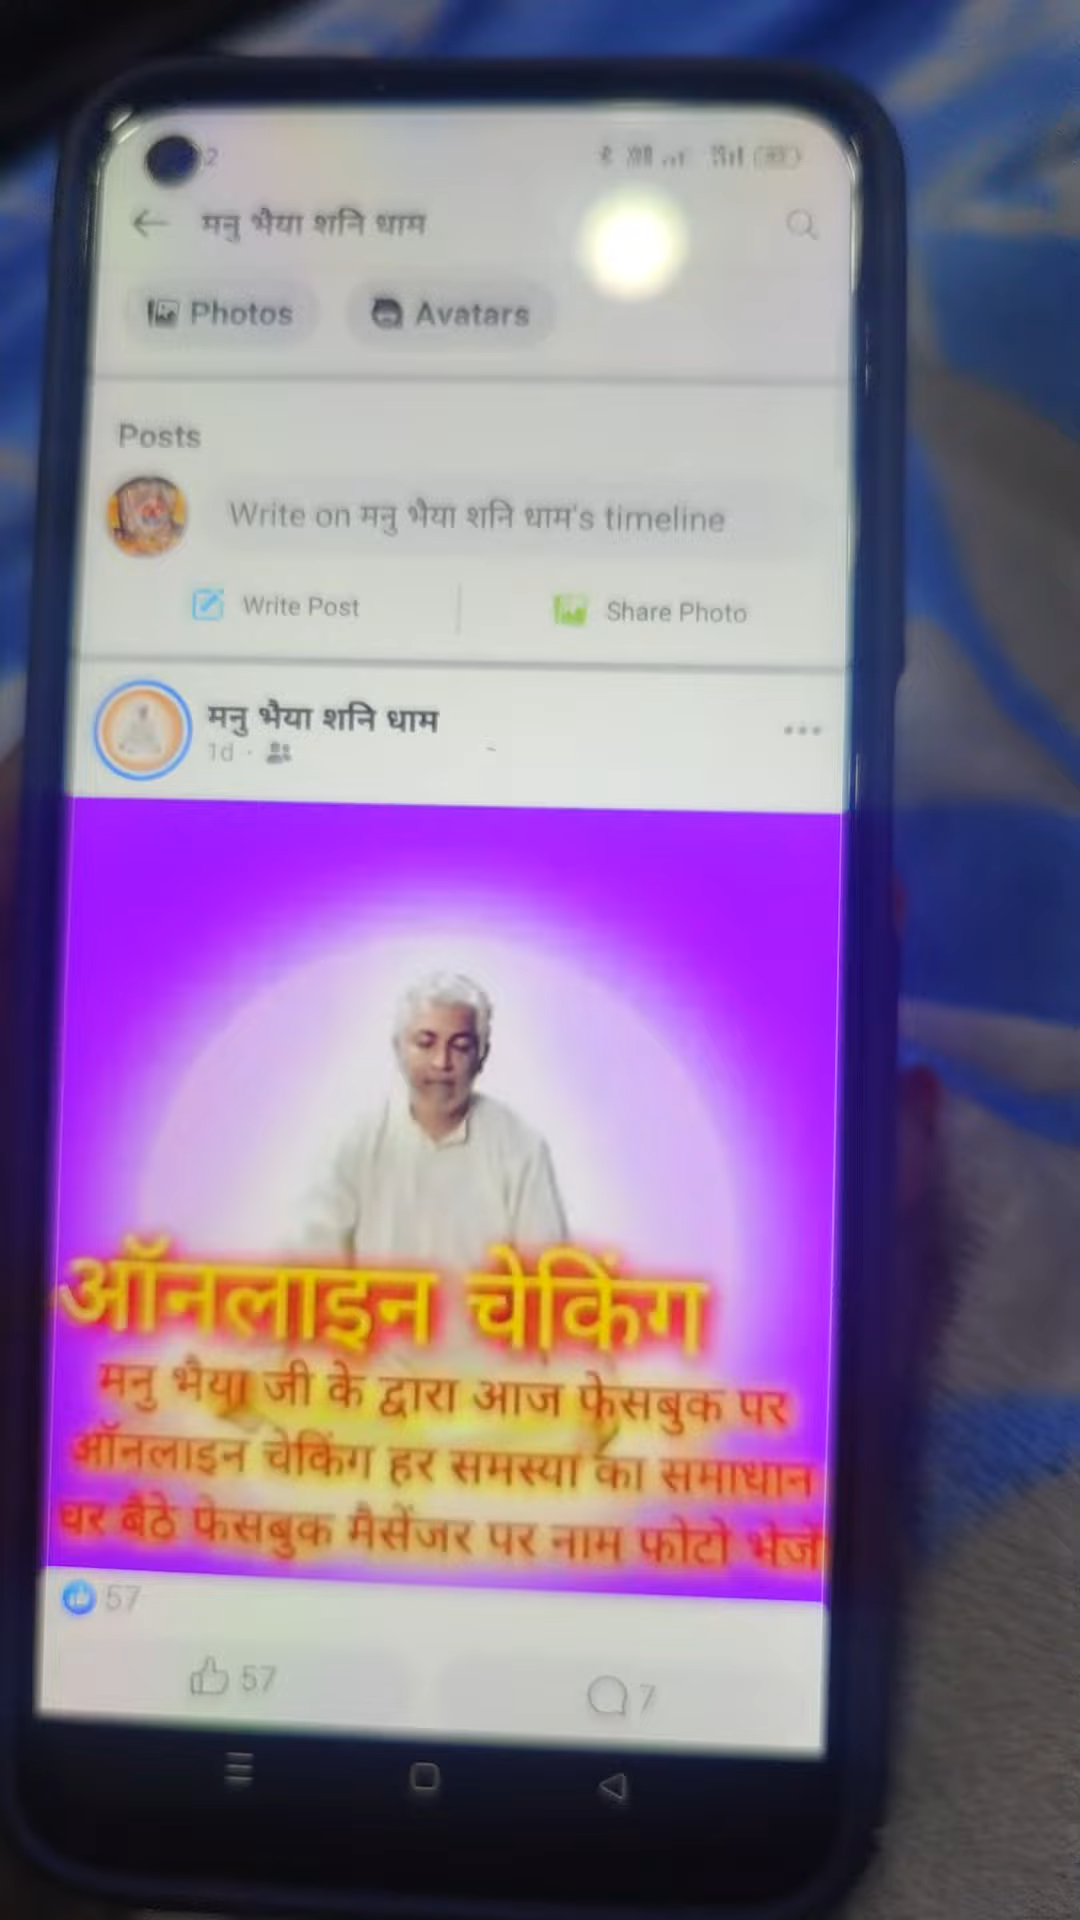 मनु भैया शनि धाम
Photos
Avatars
Posts
Write on मनु भैया शनि धाम's timeline
Write Post
Share Photo
मनु भैया शनि धाम
1d
ऑनलाइन चेकिंग
मनु भैया जी के द्वारा आज फेसबुक पर
ऑनलाइन चेकिंग हर समस्या का समाधान
घर बैठे फेसबुक मैसेंजर पर नाम फोटो भेजें
57
57
7